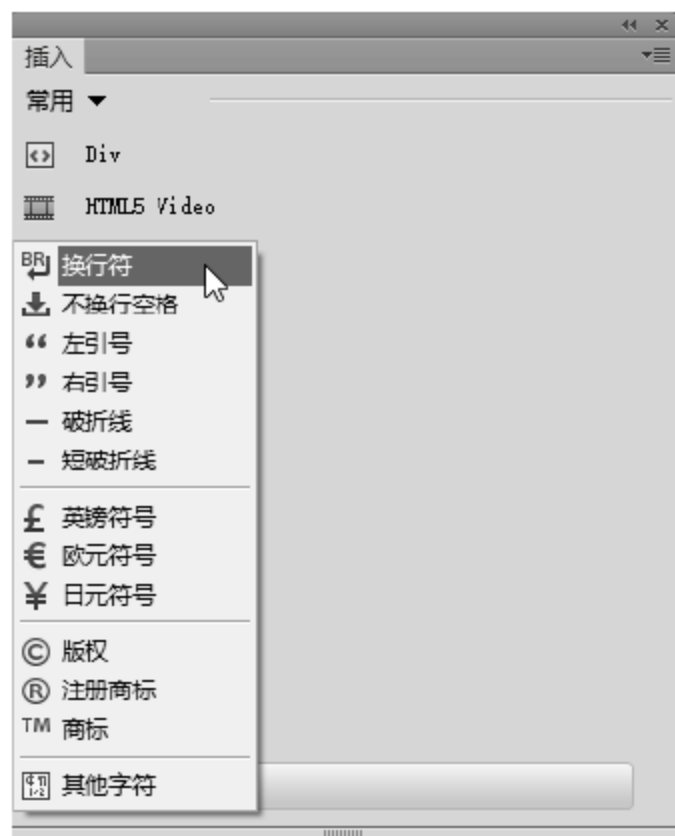 插入
常用
Div
HTML5 Video
BR 换行符
不换行空格
“ 左引号
” 右引号
— 破折线
– 短破折线
£ 英镑符号
€ 欧元符号
¥ 日元符号
© 版权
® 注册商标
TM 商标
其他字符